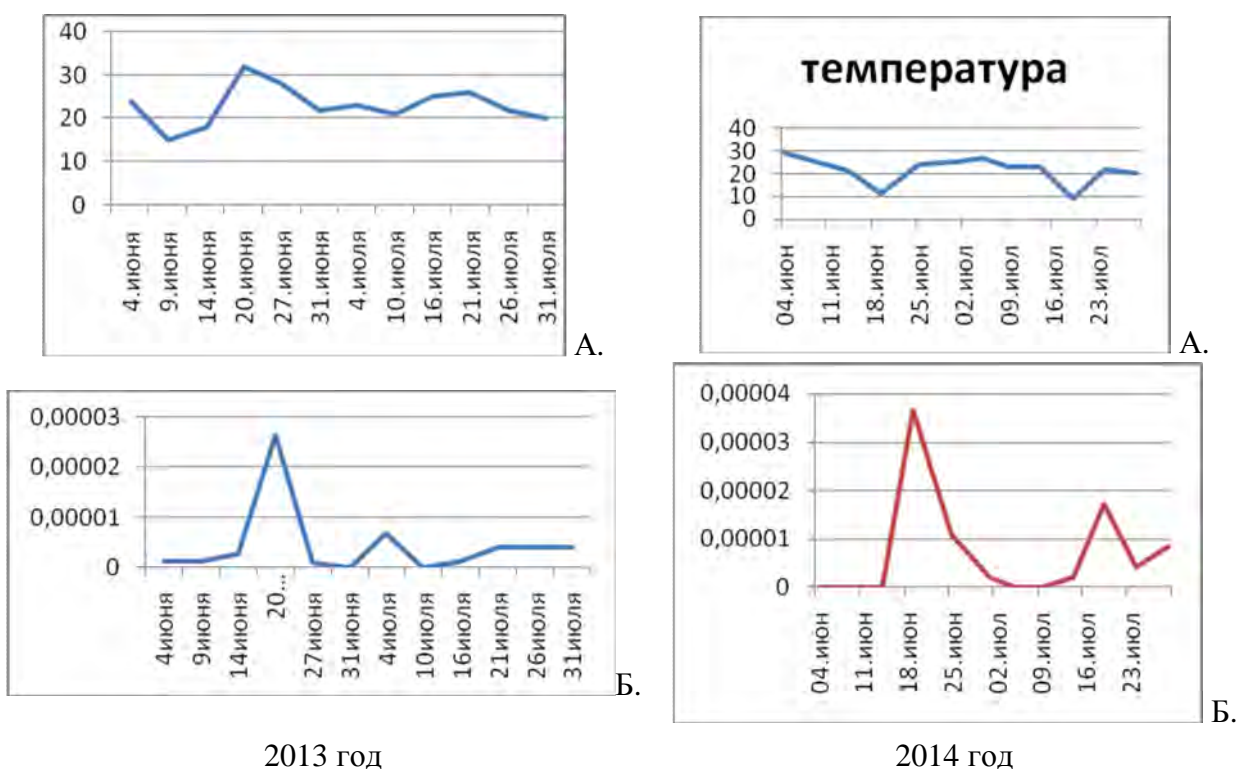 40
30
20
10
0
4.июня
9.июня
14.июня
20.июня
27.июня
31.июня
4.июля
10.июля
16.июля
21.июля
26.июля
31.июля
А.
температура
40
30
20
10
0
04.июн
11.июн
18.июн
25.июн
02.июл
09.июл
16.июл
23.июл
А.
0,00003
0,00002
0,00001
0
4июня
9июня
14июня
20...
27июня
31июня
4июля
10июля
16июля
21июля
26июля
31июля
Б.
0,00004
0,00003
0,00002
0,00001
0
04.июн
11.июн
18.июн
25.июн
02.июл
09.июл
16.июл
23.июл
Б.
2013 год
2014 год